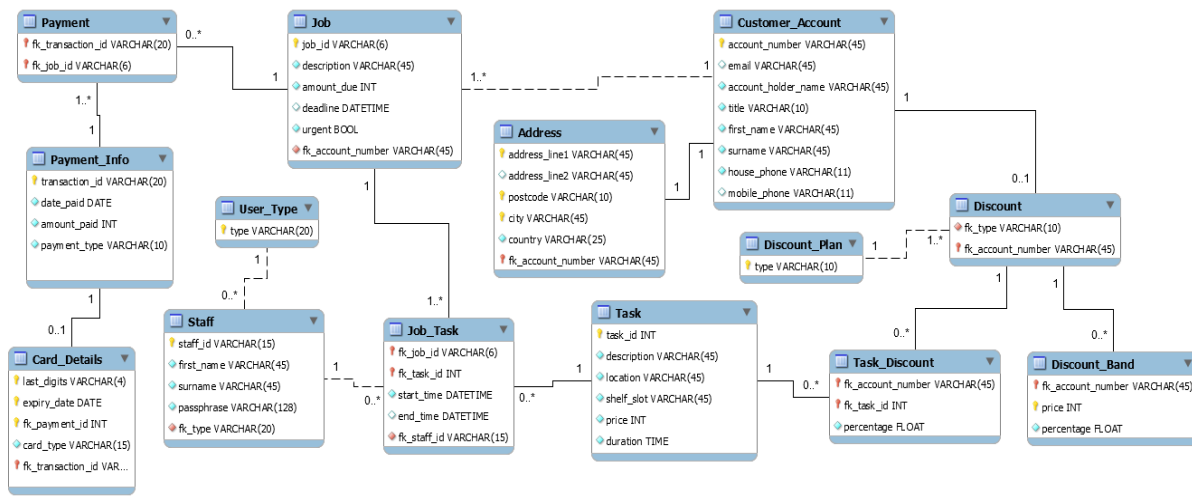 Payment
fk_transaction_id VARCHAR(20)
fk_job_id VARCHAR(6)
0..*
1
Job
job_id VARCHAR(6)
description VARCHAR(45)
amount_due INT
deadline DATETIME
urgent BOOL
fk_account_number VARCHAR(45)
1..*
1
Customer_Account
account_number VARCHAR(45)
email VARCHAR(45)
account_holder_name VARCHAR(45)
title VARCHAR(10)
first_name VARCHAR(45)
surname VARCHAR(45)
house_phone VARCHAR(11)
mobile_phone VARCHAR(11)
1
0..1
1..*
1
Payment_Info
transaction_id VARCHAR(20)
date_paid DATE
amount_paid INT
payment_type VARCHAR(10)
1
0..1
Address
address_line1 VARCHAR(45)
address_line2 VARCHAR(45)
postcode VARCHAR(10)
city VARCHAR(45)
country VARCHAR(25)
fk_account_number VARCHAR(45)
1
1
User_Type
type VARCHAR(20)
1
0..*
1
1..*
Discount_Plan
type VARCHAR(10)
1
1..*
Discount
fk_type VARCHAR(10)
fk_account_number VARCHAR(45)
1
0..*
1
0..*
Card_Details
last_digits VARCHAR(4)
expiry_date DATE
fk_payment_id INT
card_type VARCHAR(15)
fk_transaction_id VAR...
Staff
staff_id VARCHAR(15)
first_name VARCHAR(45)
surname VARCHAR(45)
passphrase VARCHAR(128)
fk_type VARCHAR(20)
1
0..*
Job_Task
fk_job_id VARCHAR(6)
fk_task_id INT
start_time DATETIME
end_time DATETIME
fk_staff_id VARCHAR(15)
0..*
1
Task
task_id INT
description VARCHAR(45)
location VARCHAR(45)
shelf_slot VARCHAR(45)
price INT
duration TIME
1
0..*
Task_Discount
fk_account_number VARCHAR(45)
fk_task_id INT
percentage FLOAT
Discount_Band
fk_account_number VARCHAR(45)
price INT
percentage FLOAT